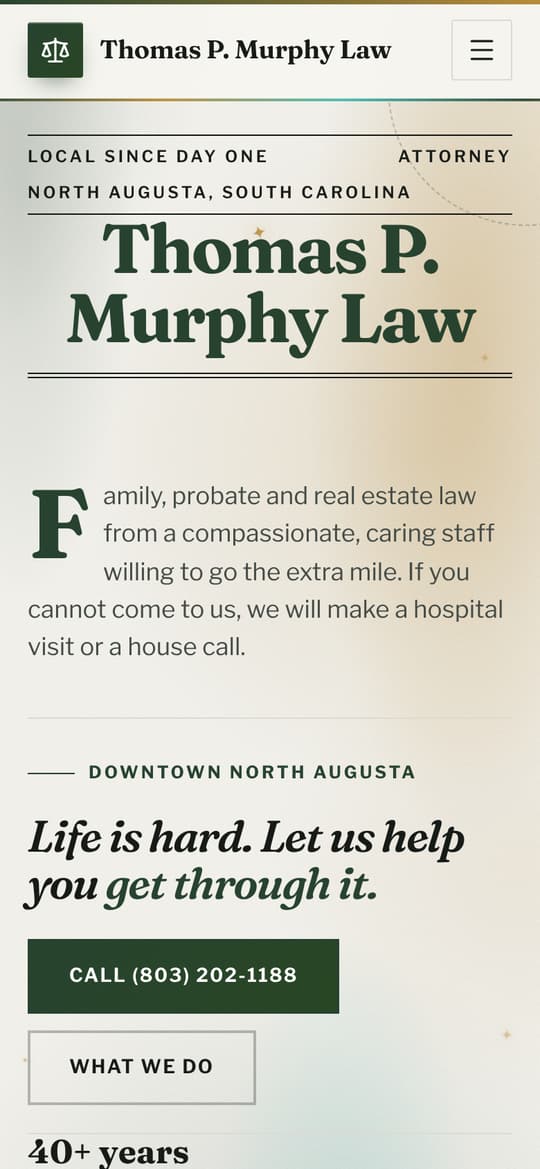 Thomas P. Murphy Law
LOCAL SINCE DAY ONE ATTORNEY
NORTH AUGUSTA, SOUTH CAROLINA
Thomas P.
Murphy Law
Family, probate and real estate law
from a compassionate, caring staff
willing to go the extra mile. If you
cannot come to us, we will make a hospital
visit or a house call.
DOWNTOWN NORTH AUGUSTA
Life is hard. Let us help
you get through it.
CALL (803) 202-1188
WHAT WE DO
40+ years